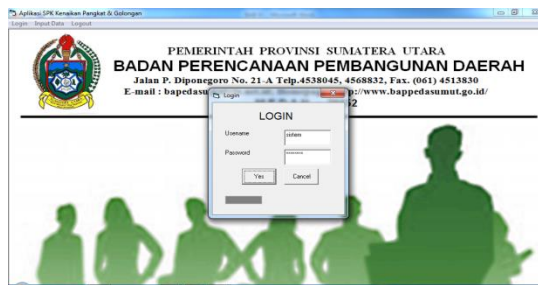 Aplikasi SPK Kenaikan Pangkat & Golongan
Login Input Data Logout
PEMERINTAH PROVINSI SUMATERA UTARA
BADAN PERENCANAAN PEMBANGUNAN DAERAH
Jalan P. Diponegoro No. 21-A Telp.4538045, 4568832, Fax. (061) 4513830
E-mail : bapedasu
p://www.bappedasumut.go.id/
Login
LOGIN
Username
sistem
Password
********
Yes
Cancel